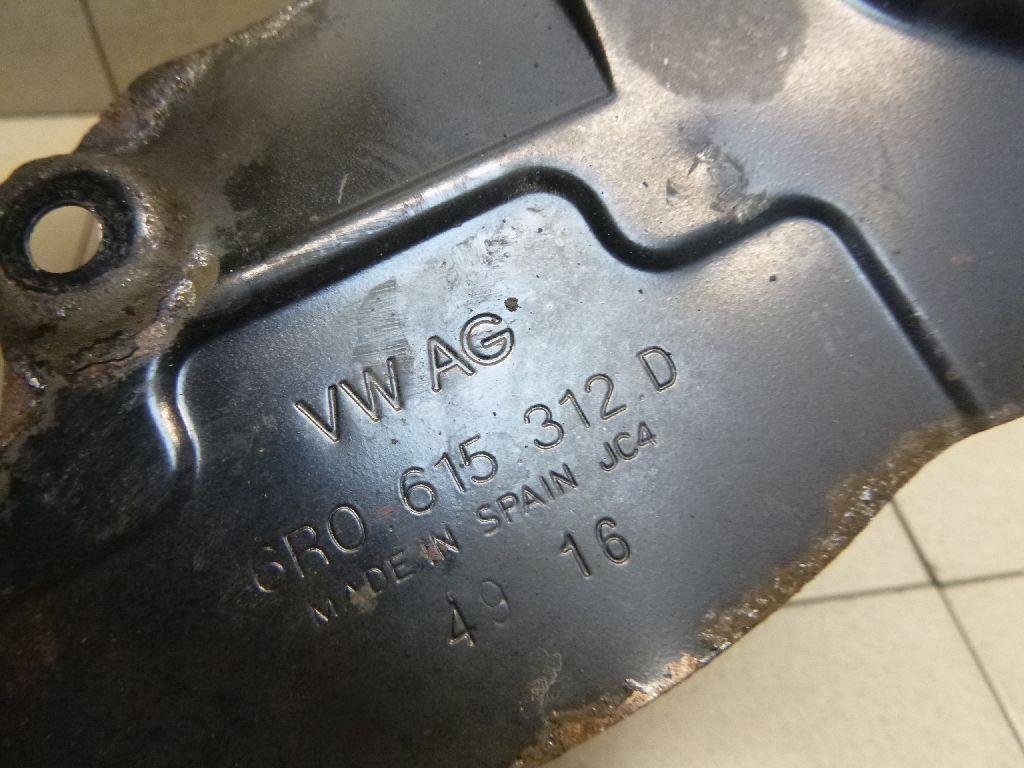 VW AG
6R0 615 312 D
MADE IN SPAIN JC4
49 16